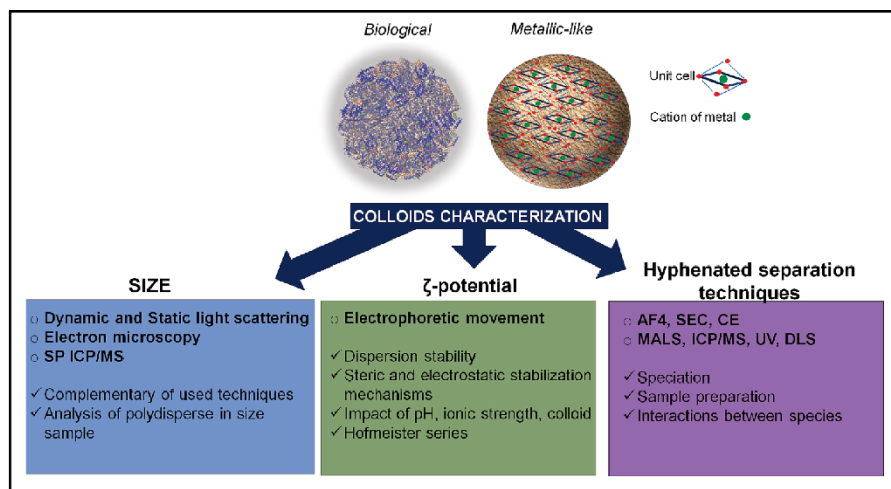 Biological
Metallic-like
Unit cell
Cation of metal
COLLOIDS CHARACTERIZATION
SIZE
○ Dynamic and Static light scattering
○ Electron microscopy
○ SP ICP/MS
✓ Complementary of used techniques
✓ Analysis of polydisperse in size
sample
ζ-potential
○ Electrophoretic movement
✓ Dispersion stability
✓ Steric and electrostatic stabilization
mechanisms
✓ Impact of pH, ionic strength, colloid
✓ Hofmeister series
Hyphenated separation
techniques
○ AF4, SEC, CE
○ MALS, ICP/MS, UV, DLS
✓ Speciation
✓ Sample preparation
✓ Interactions between species